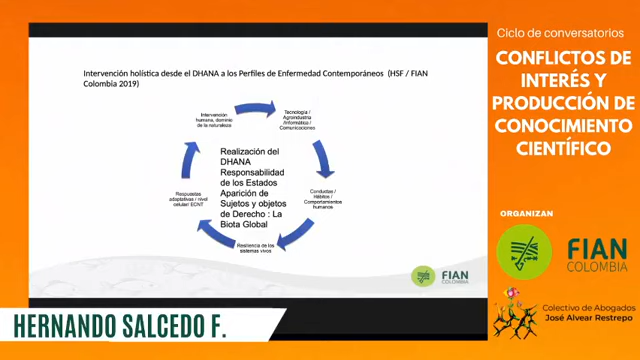 Intervención holística desde el DHANA a los Perfiles de Enfermedad Contemporáneos (HSF / FIAN
Colombia 2019)
Intervención
humana, dominio
de la naturaleza
Tecnología /
Agroindustria
/Informática /
Comunicaciones
Conductas /
Hábitos /
Comportamientos
humanos
Resiliencia de los
sistemas vivos
Respuestas
adaptativas / nivel
celular/ ECNT
Realización del
DHANA
Responsabilidad
de los Estados
Aparición de
Sujetos y objetos
de Derecho : La
Biota Global
FIAN
COLOMBIA
HERNANDO SALCEDO F.
Ciclo de conversatorios
CONFLICTOS DE
INTERÉS Y
PRODUCCIÓN DE
CONOCIMIENTO
CIENTÍFICO
ORGANIZAN
FIAN
COLOMBIA
Colectivo de Abogados
José Alvear Restrepo